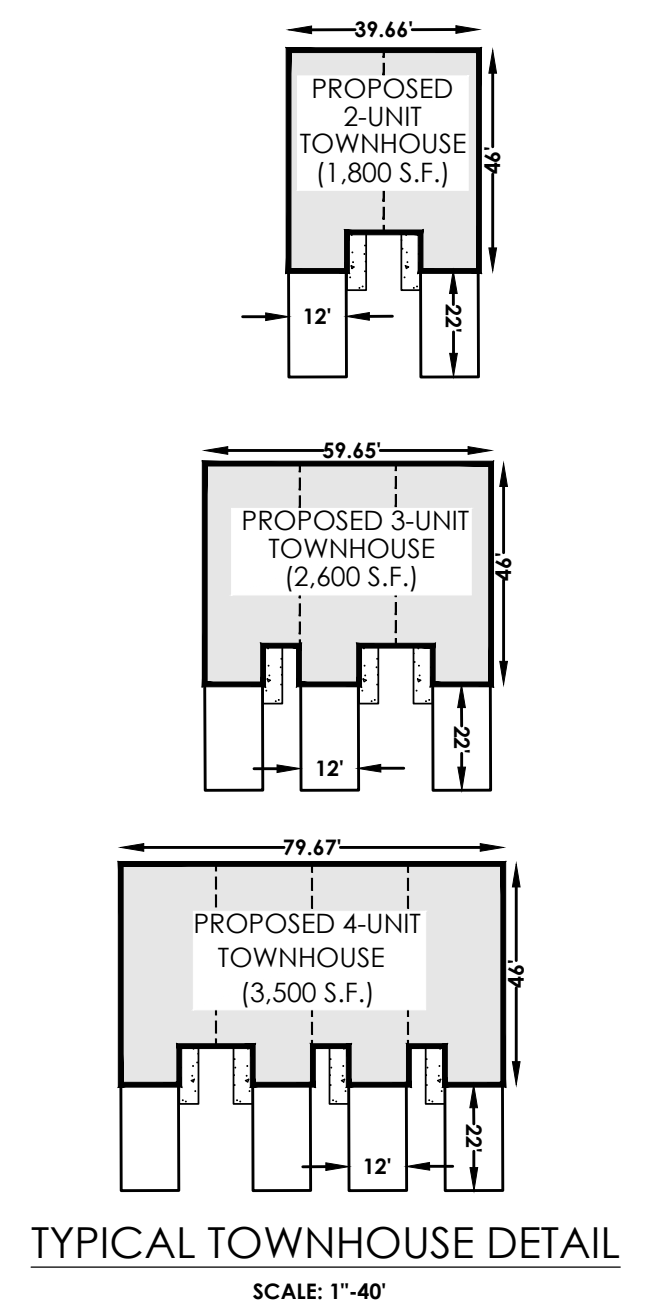 39.66'
PROPOSED
2-UNIT
TOWNHOUSE
(1,800 S.F.)
46'
12'
22'
59.65'
PROPOSED 3-UNIT
TOWNHOUSE
(2,600 S.F.)
46'
12'
22'
79.67'
PROPOSED 4-UNIT
TOWNHOUSE
(3,500 S.F.)
46'
12'
22'
TYPICAL TOWNHOUSE DETAIL
SCALE: 1"-40'